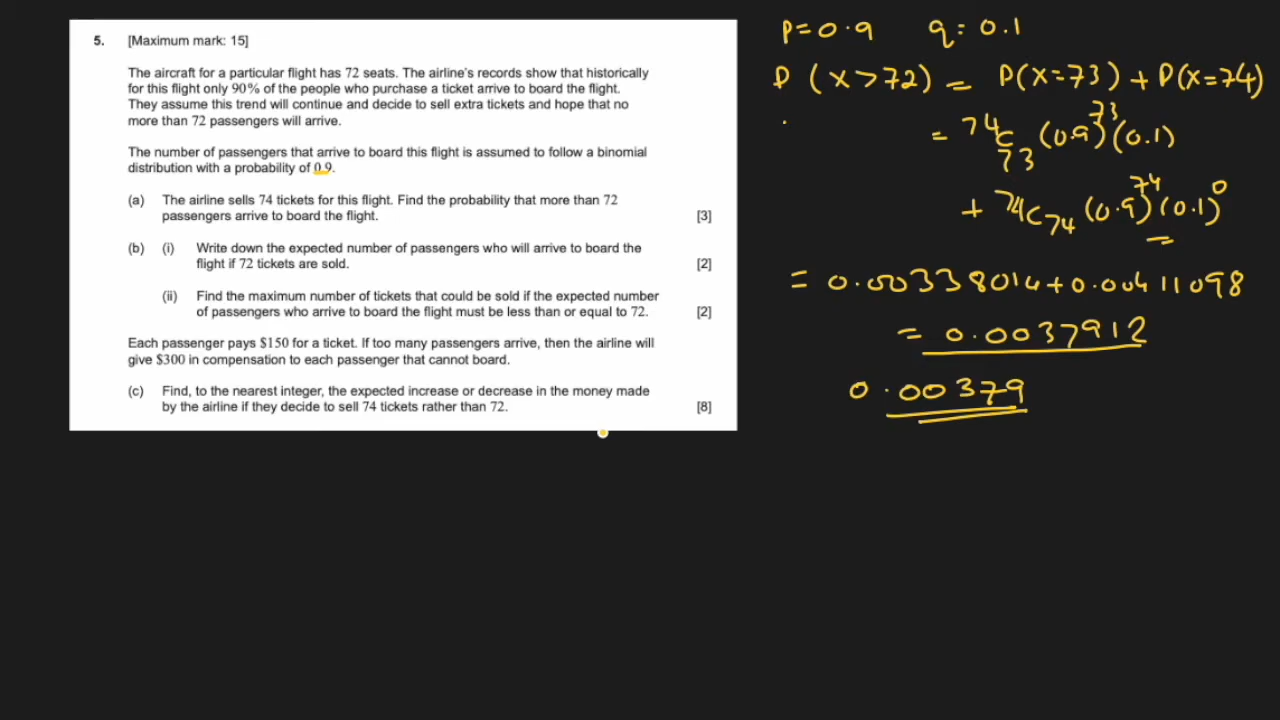 5. [Maximum mark: 15]
The aircraft for a particular flight has 72 seats. The airline's records show that historically
for this flight only 90% of the people who purchase a ticket arrive to board the flight.
They assume this trend will continue and decide to sell extra tickets and hope that no
more than 72 passengers will arrive.
The number of passengers that arrive to board this flight is assumed to follow a binomial
distribution with a probability of 0.9.
(a) The airline sells 74 tickets for this flight. Find the probability that more than 72
passengers arrive to board the flight. [3]
(b) (i) Write down the expected number of passengers who will arrive to board the
flight if 72 tickets are sold. [2]
(ii) Find the maximum number of tickets that could be sold if the expected number
of passengers who arrive to board the flight must be less than or equal to 72. [2]
Each passenger pays $150 for a ticket. If too many passengers arrive, then the airline will
give $300 in compensation to each passenger that cannot board.
(c) Find, to the nearest integer, the expected increase or decrease in the money made
by the airline if they decide to sell 74 tickets rather than 72. [8]
P=0.9 q=0.1
P(x>72) = P(x=73) + P(x=74)
= 74C73 (0.9)^73 (0.1)
+ 74C74 (0.9)^74 (0.1)^0
= 0.00338014+0.00411098
= 0.0037912
0.00379